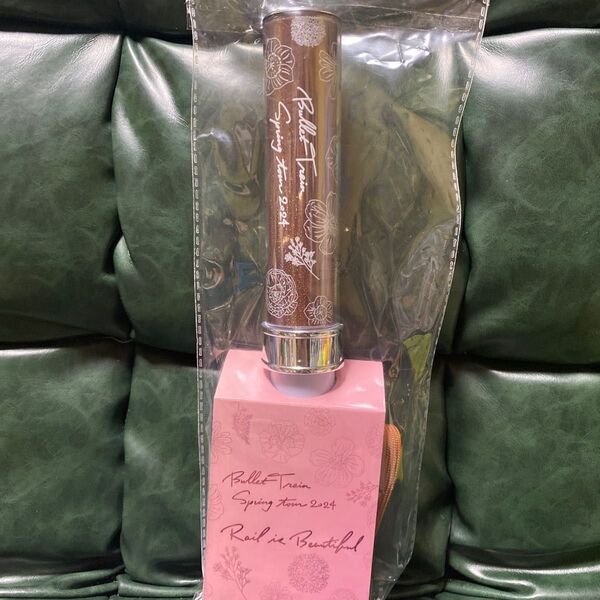 Bullet Train
Spring tour 2024
Bullet Train
Spring tour 2024
Rail is Beautiful